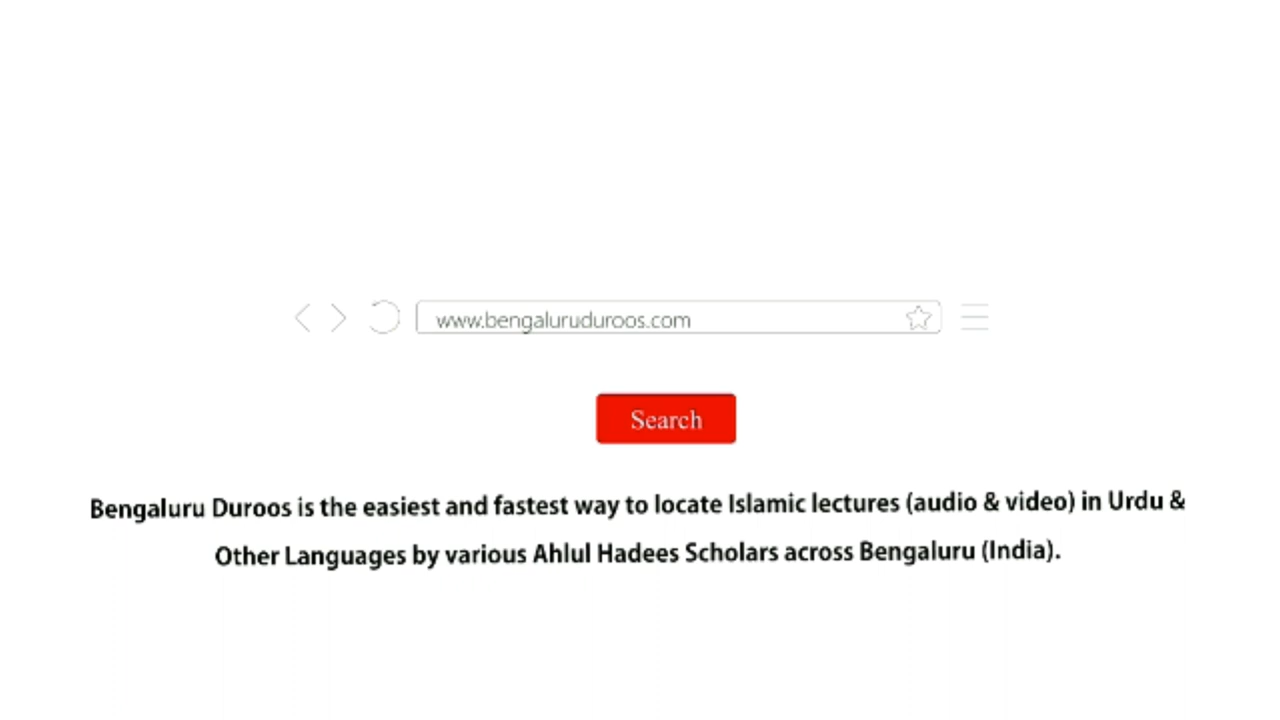 www.bengaluruduroos.com
Search
Bengaluru Duroos is the easiest and fastest way to locate Islamic lectures (audio & video) in Urdu &
Other Languages by various Ahlul Hadees Scholars across Bengaluru (India).